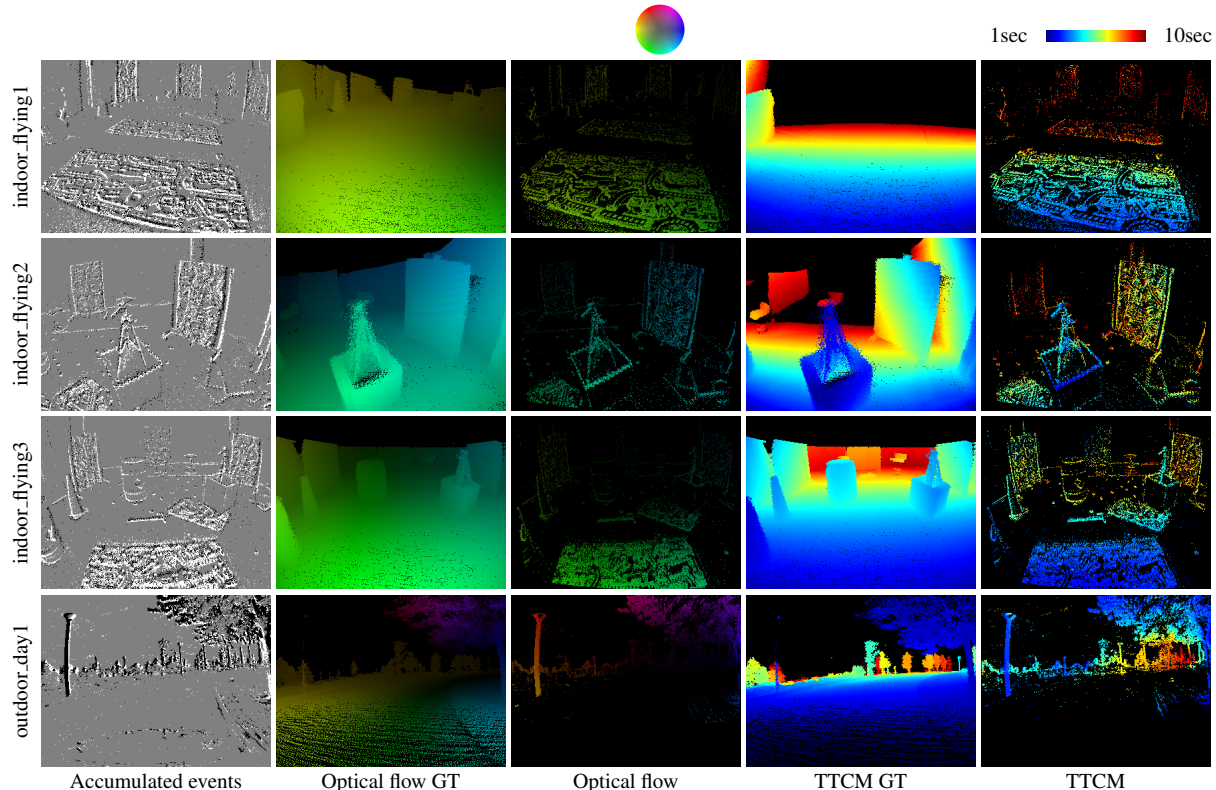 1sec 10sec
indoor_flying1
indoor_flying2
indoor_flying3
outdoor_day1
Accumulated events Optical flow GT Optical flow TTCM GT TTCM